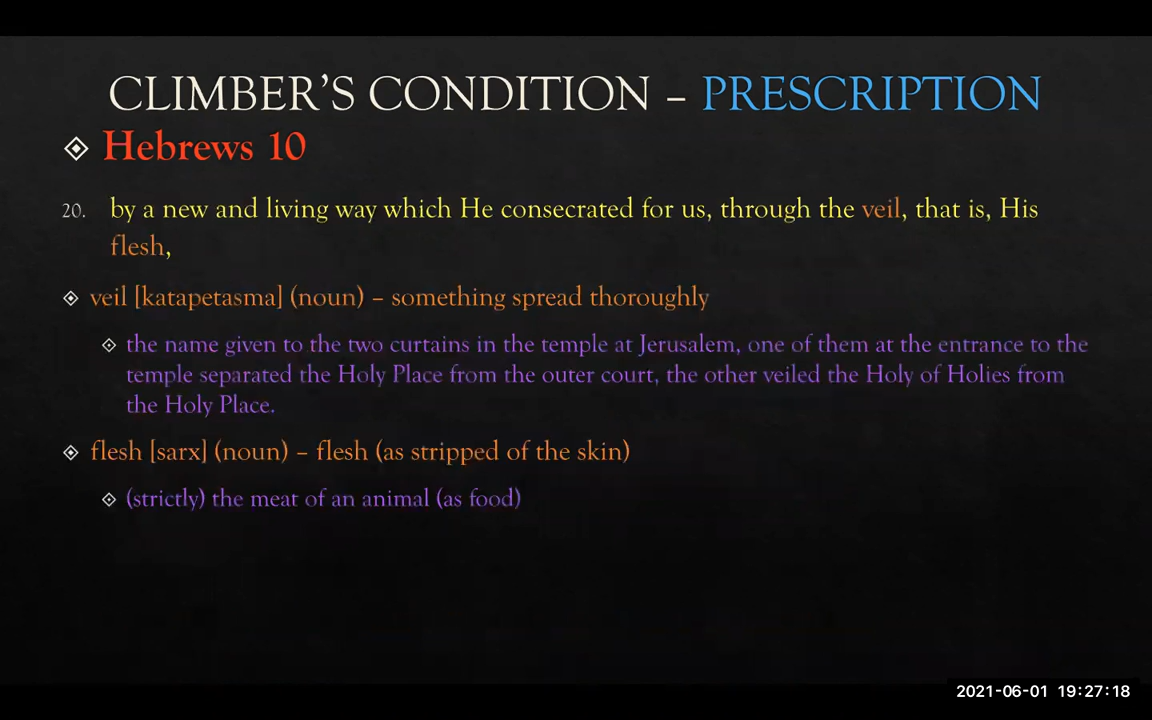 CLIMBER'S CONDITION – PRESCRIPTION
Hebrews 10
20. by a new and living way which He consecrated for us, through the veil, that is, His
flesh,
veil [katapetasma] (noun) – something spread thoroughly
the name given to the two curtains in the temple at Jerusalem, one of them at the entrance to the
temple separated the Holy Place from the outer court, the other veiled the Holy of Holies from
the Holy Place.
flesh [sarx] (noun) – flesh (as stripped of the skin)
(strictly) the meat of an animal (as food)
2021-06-01 19:27:18